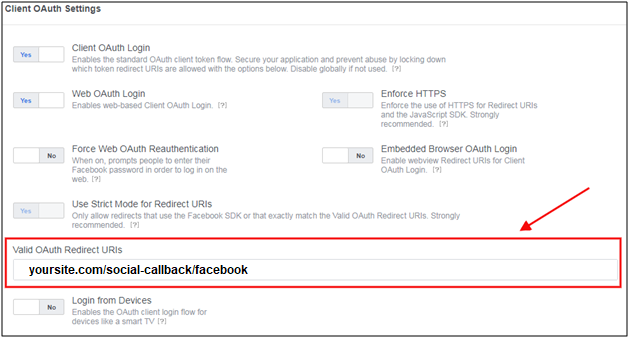 Client OAuth Settings
Yes
Client OAuth Login
Enables the standard OAuth client token flow. Secure your application and prevent abuse by locking down
which token redirect URIs are allowed with the options below. Disable globally if not used. [?]
Yes
Web OAuth Login
Enables web-based Client OAuth Login. [?]
Yes
Enforce HTTPS
Enforce the use of HTTPS for Redirect URIs
and the JavaScript SDK. Strongly
recommended. [?]
No
Force Web OAuth Reauthentication
When on, prompts people to enter their
Facebook password in order to log in on the
web. [?]
No
Embedded Browser OAuth Login
Enable webview Redirect URIs for Client
OAuth Login. [?]
Yes
Use Strict Mode for Redirect URIs
Only allow redirects that use the Facebook SDK or that exactly match the Valid OAuth Redirect URIs. Strongly
recommended. [?]
Valid OAuth Redirect URIs
yoursite.com/social-callback/facebook
No
Login from Devices
Enables the OAuth client login flow for
devices like a smart TV [?]